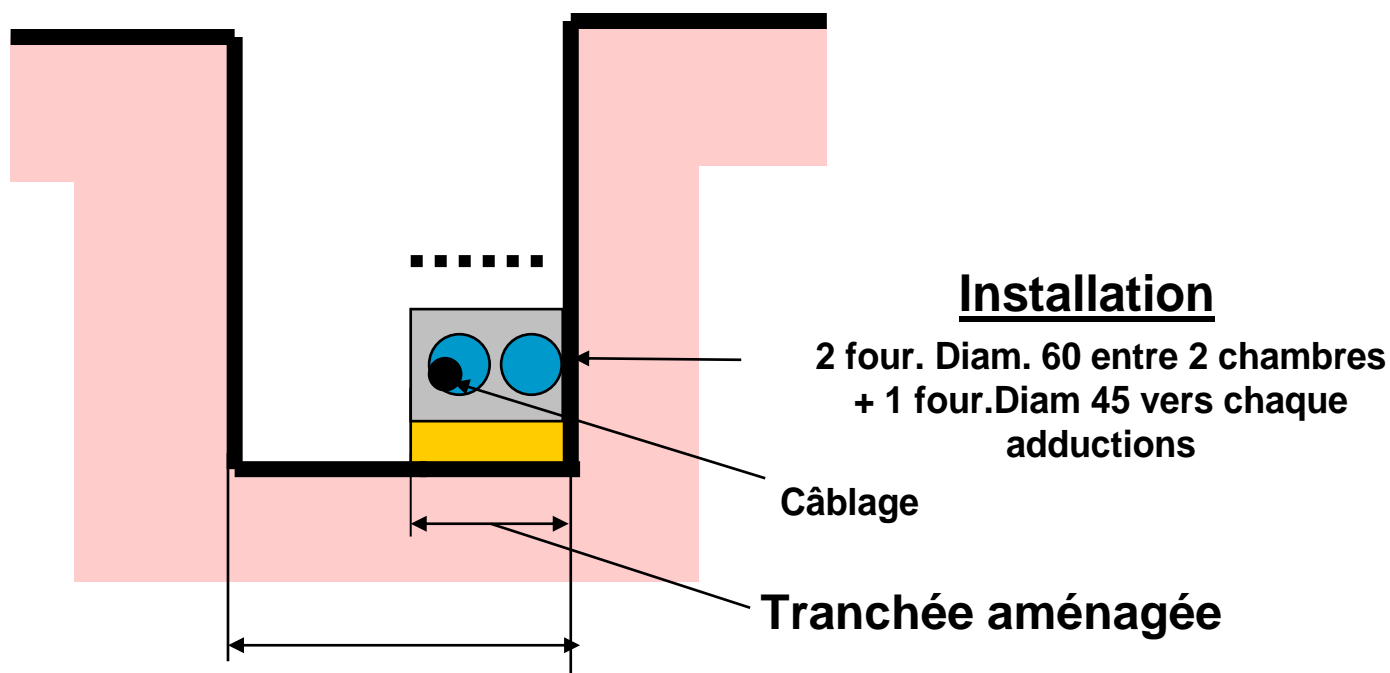 Installation
2 four. Diam. 60 entre 2 chambres
+ 1 four.Diam 45 vers chaque
adductions
Câblage
Tranchée aménagée